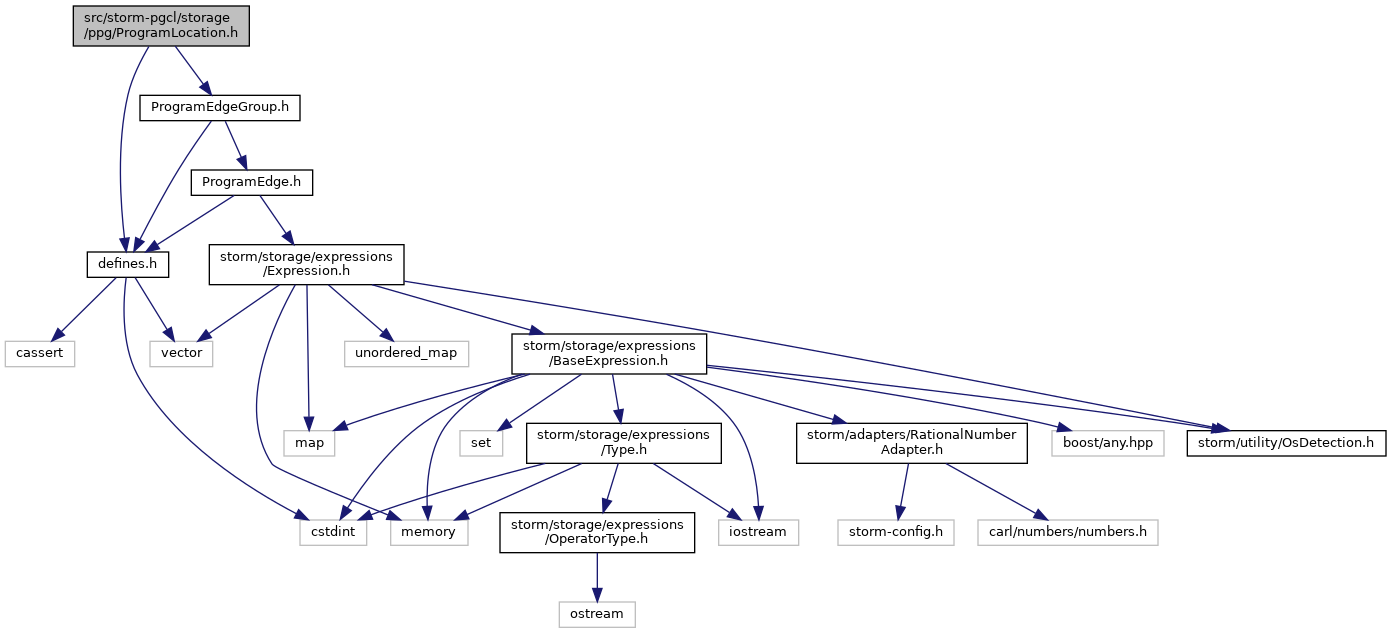 src/storm-pgcl/storage
/ppg/ProgramLocation.h
ProgramEdgeGroup.h
ProgramEdge.h
defines.h
storm/storage/expressions
/Expression.h
cassert
vector
unordered_map
storm/storage/expressions
/BaseExpression.h
map
set
storm/storage/expressions
/Type.h
storm/adapters/RationalNumber
Adapter.h
boost/any.hpp
storm/utility/OsDetection.h
cstdint
memory
storm/storage/expressions
/OperatorType.h
iostream
storm-config.h
carl/numbers/numbers.h
ostream